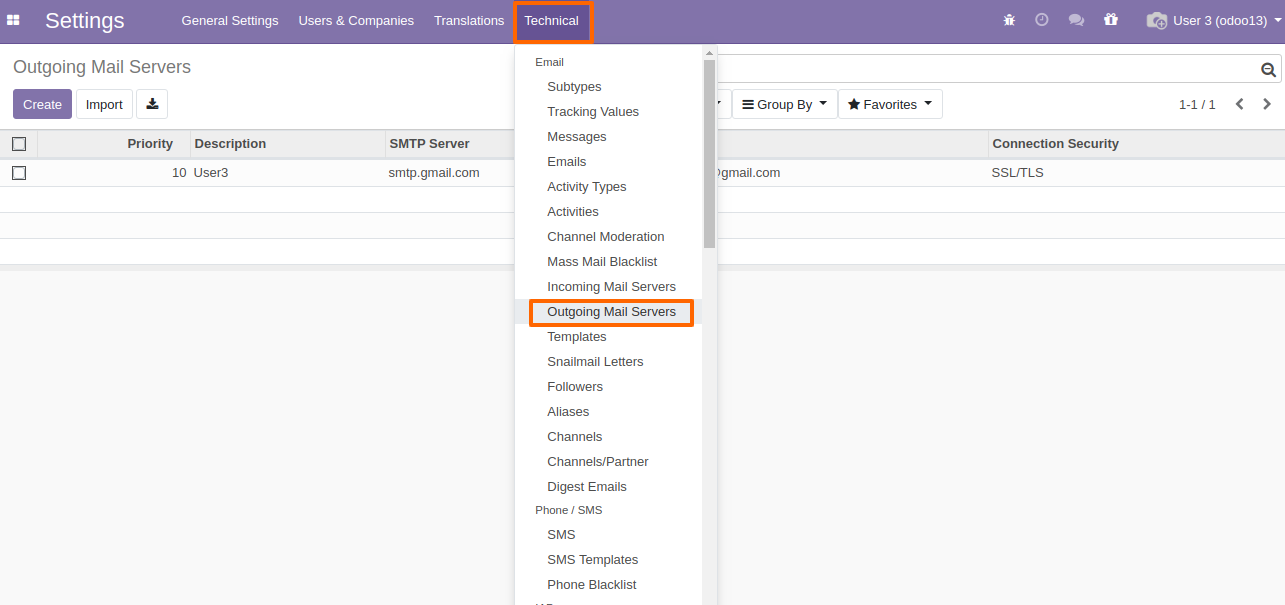 Settings General Settings Users & Companies Translations Technical User 3 (odoo13)
Outgoing Mail Servers
Create Import Group By Favorites 1-1 / 1
Priority Description SMTP Server Connection Security
10 User3 smtp.gmail.com @gmail.com SSL/TLS
Email
Subtypes
Tracking Values
Messages
Emails
Activity Types
Activities
Channel Moderation
Mass Mail Blacklist
Incoming Mail Servers
Outgoing Mail Servers
Templates
Snailmail Letters
Followers
Aliases
Channels
Channels/Partner
Digest Emails
Phone / SMS
SMS
SMS Templates
Phone Blacklist